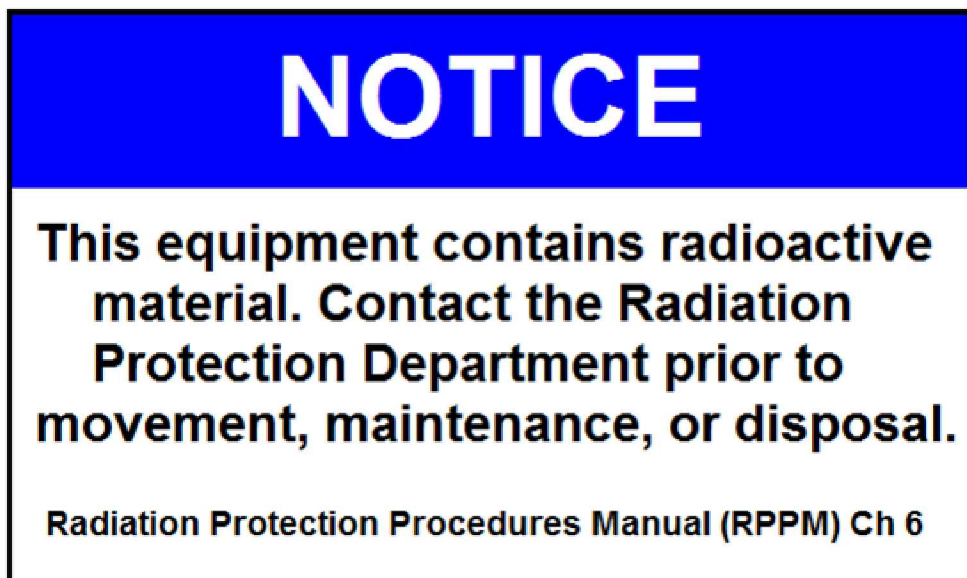 NOTICE
This equipment contains radioactive
material. Contact the Radiation
Protection Department prior to
movement, maintenance, or disposal.
Radiation Protection Procedures Manual (RPPM) Ch 6